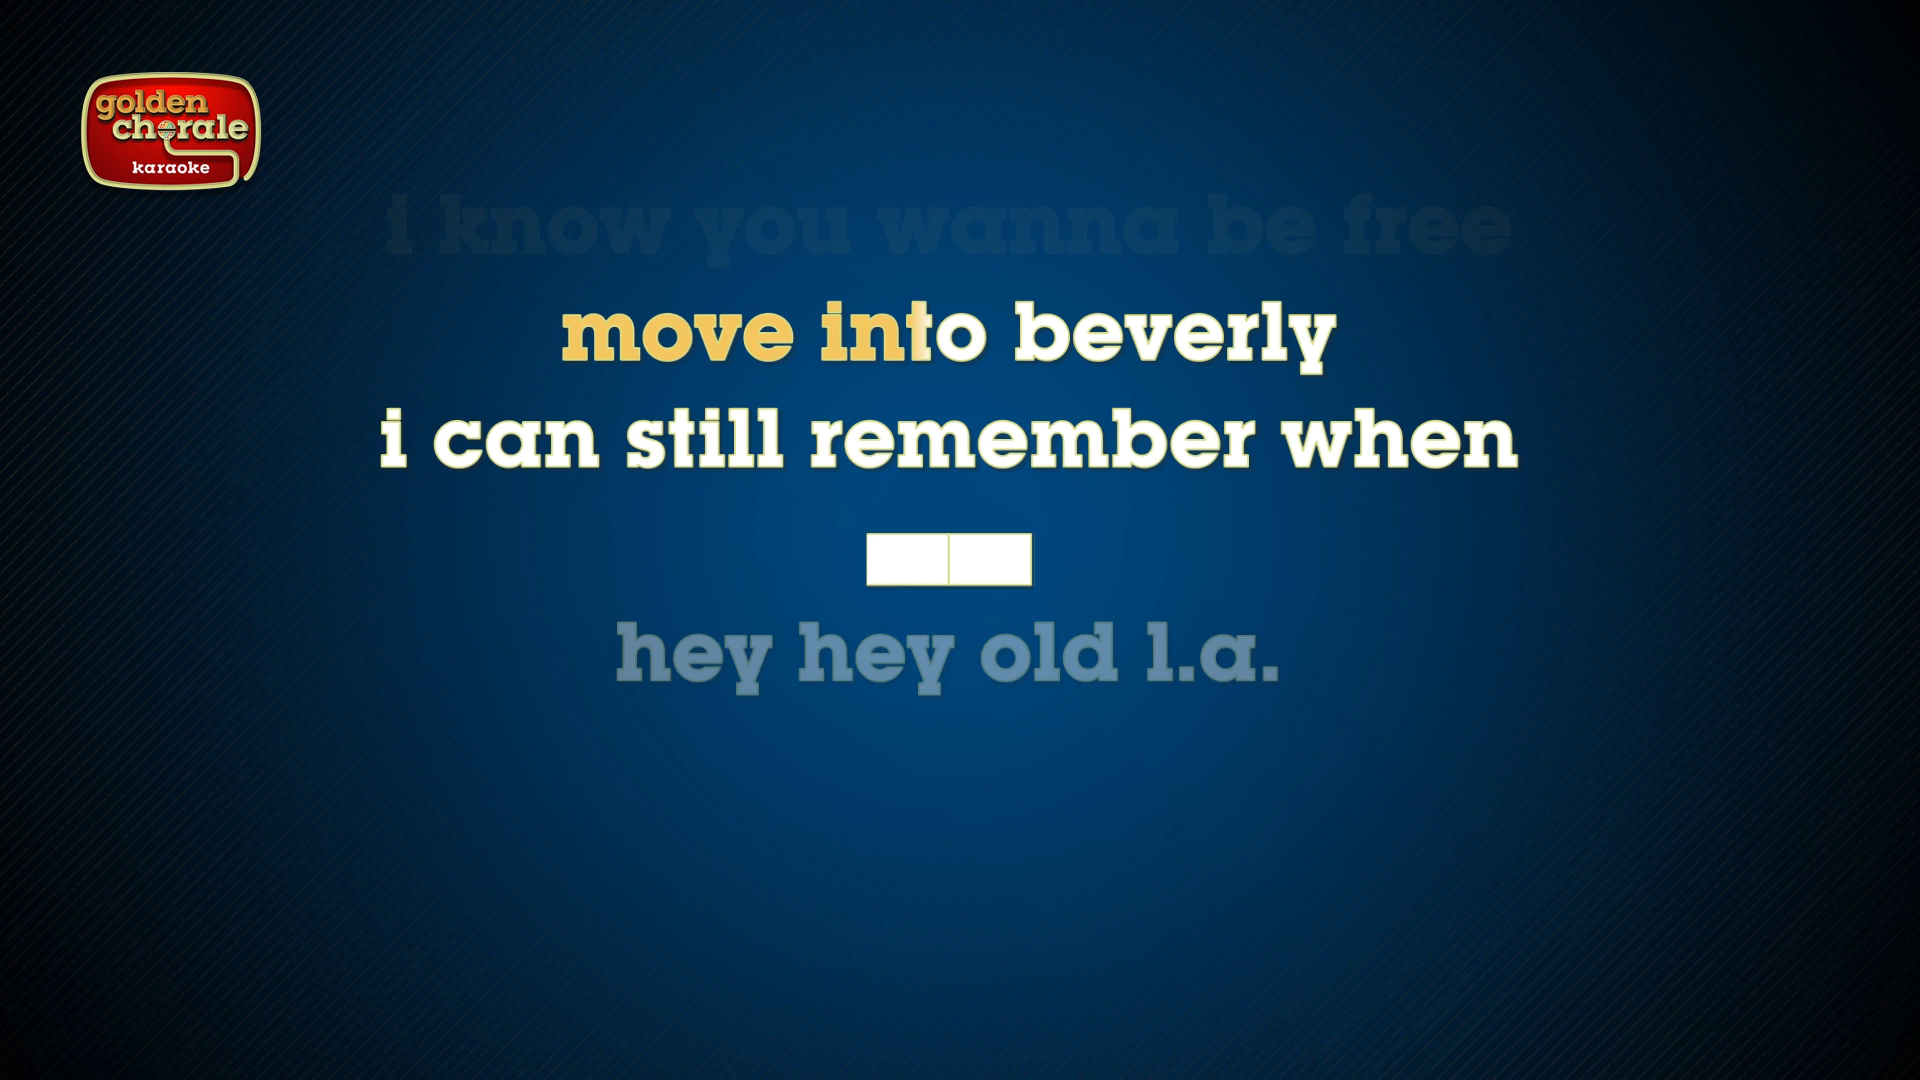 golden
chorale
karaoke
i know you wanna be free
move into beverly
i can still remember when
hey hey old l.a.